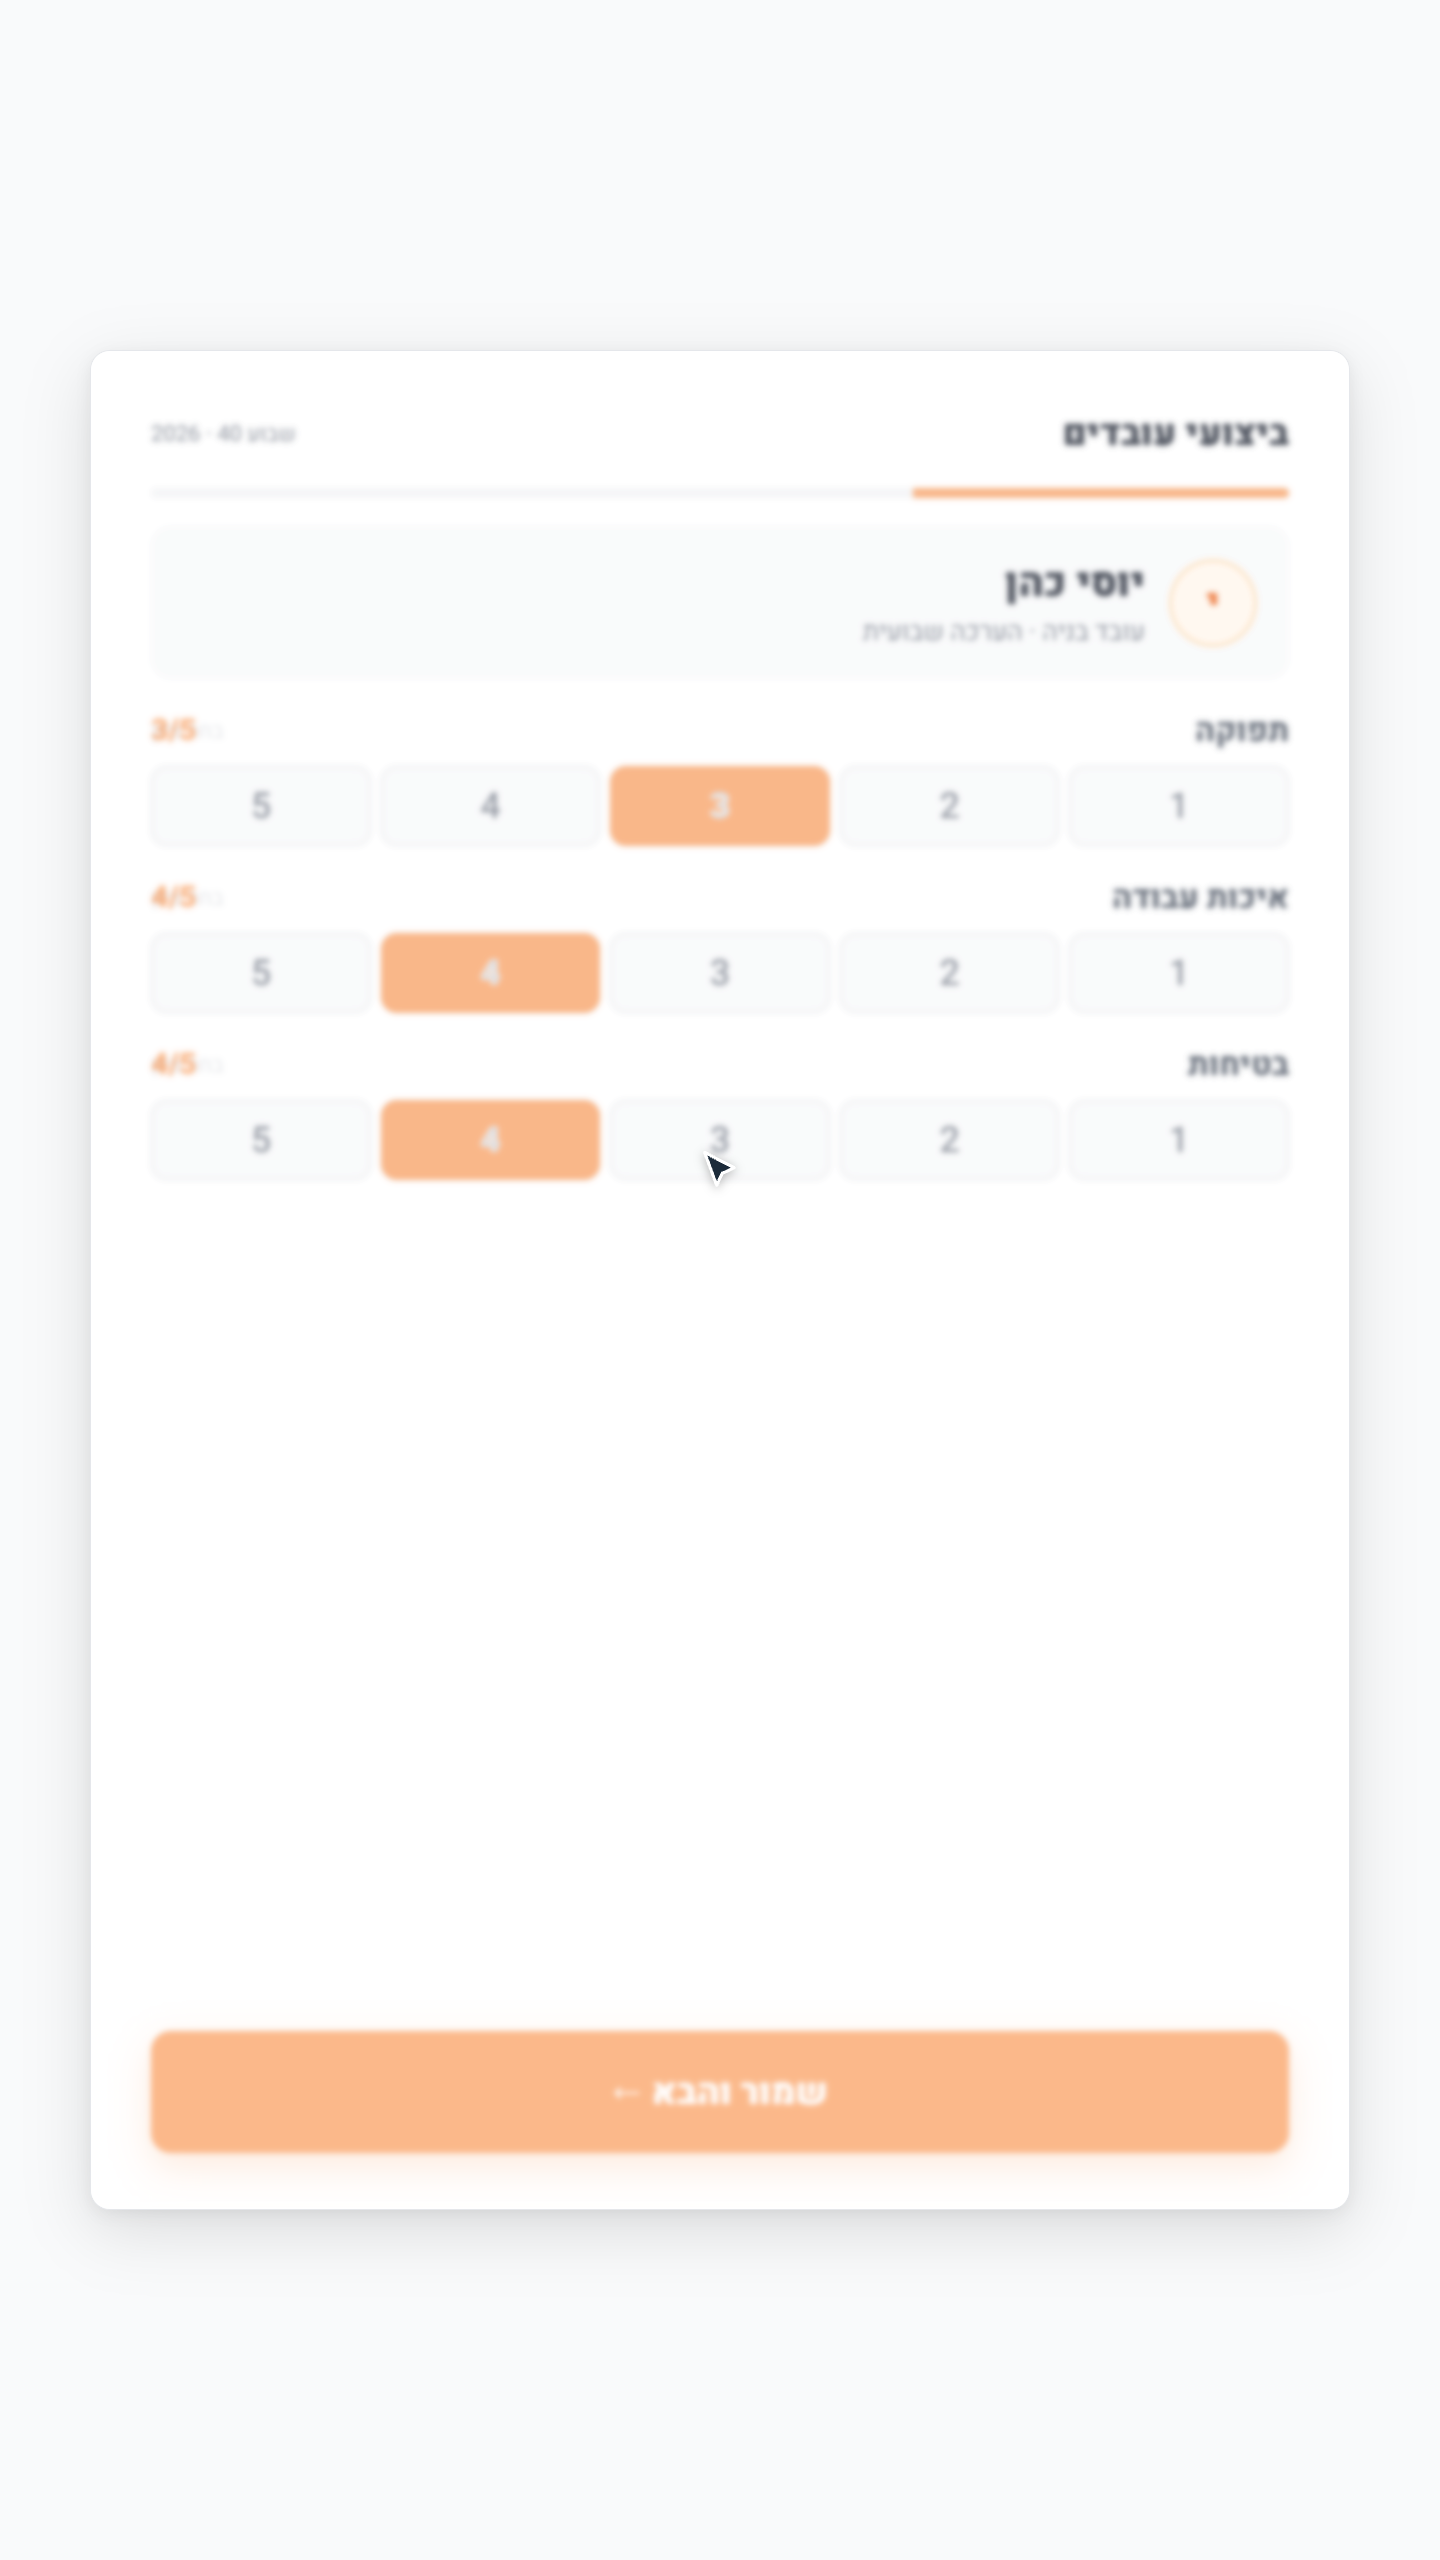 ביצועי עובדים
שבוע 40 · 2026
י
יוסי כהן
עובד בניה · הערכה שבועית
תפוקה
3/5
1 2 3 4 5
איכות עבודה
4/5
1 2 3 4 5
בטיחות
4/5
1 2 3 4 5
שמור והבא ←